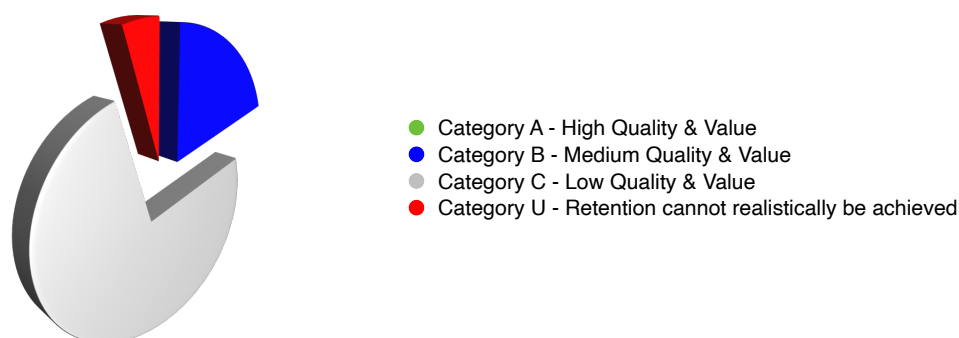 Category A - High Quality & Value
Category B - Medium Quality & Value
Category C - Low Quality & Value
Category U - Retention cannot realistically be achieved